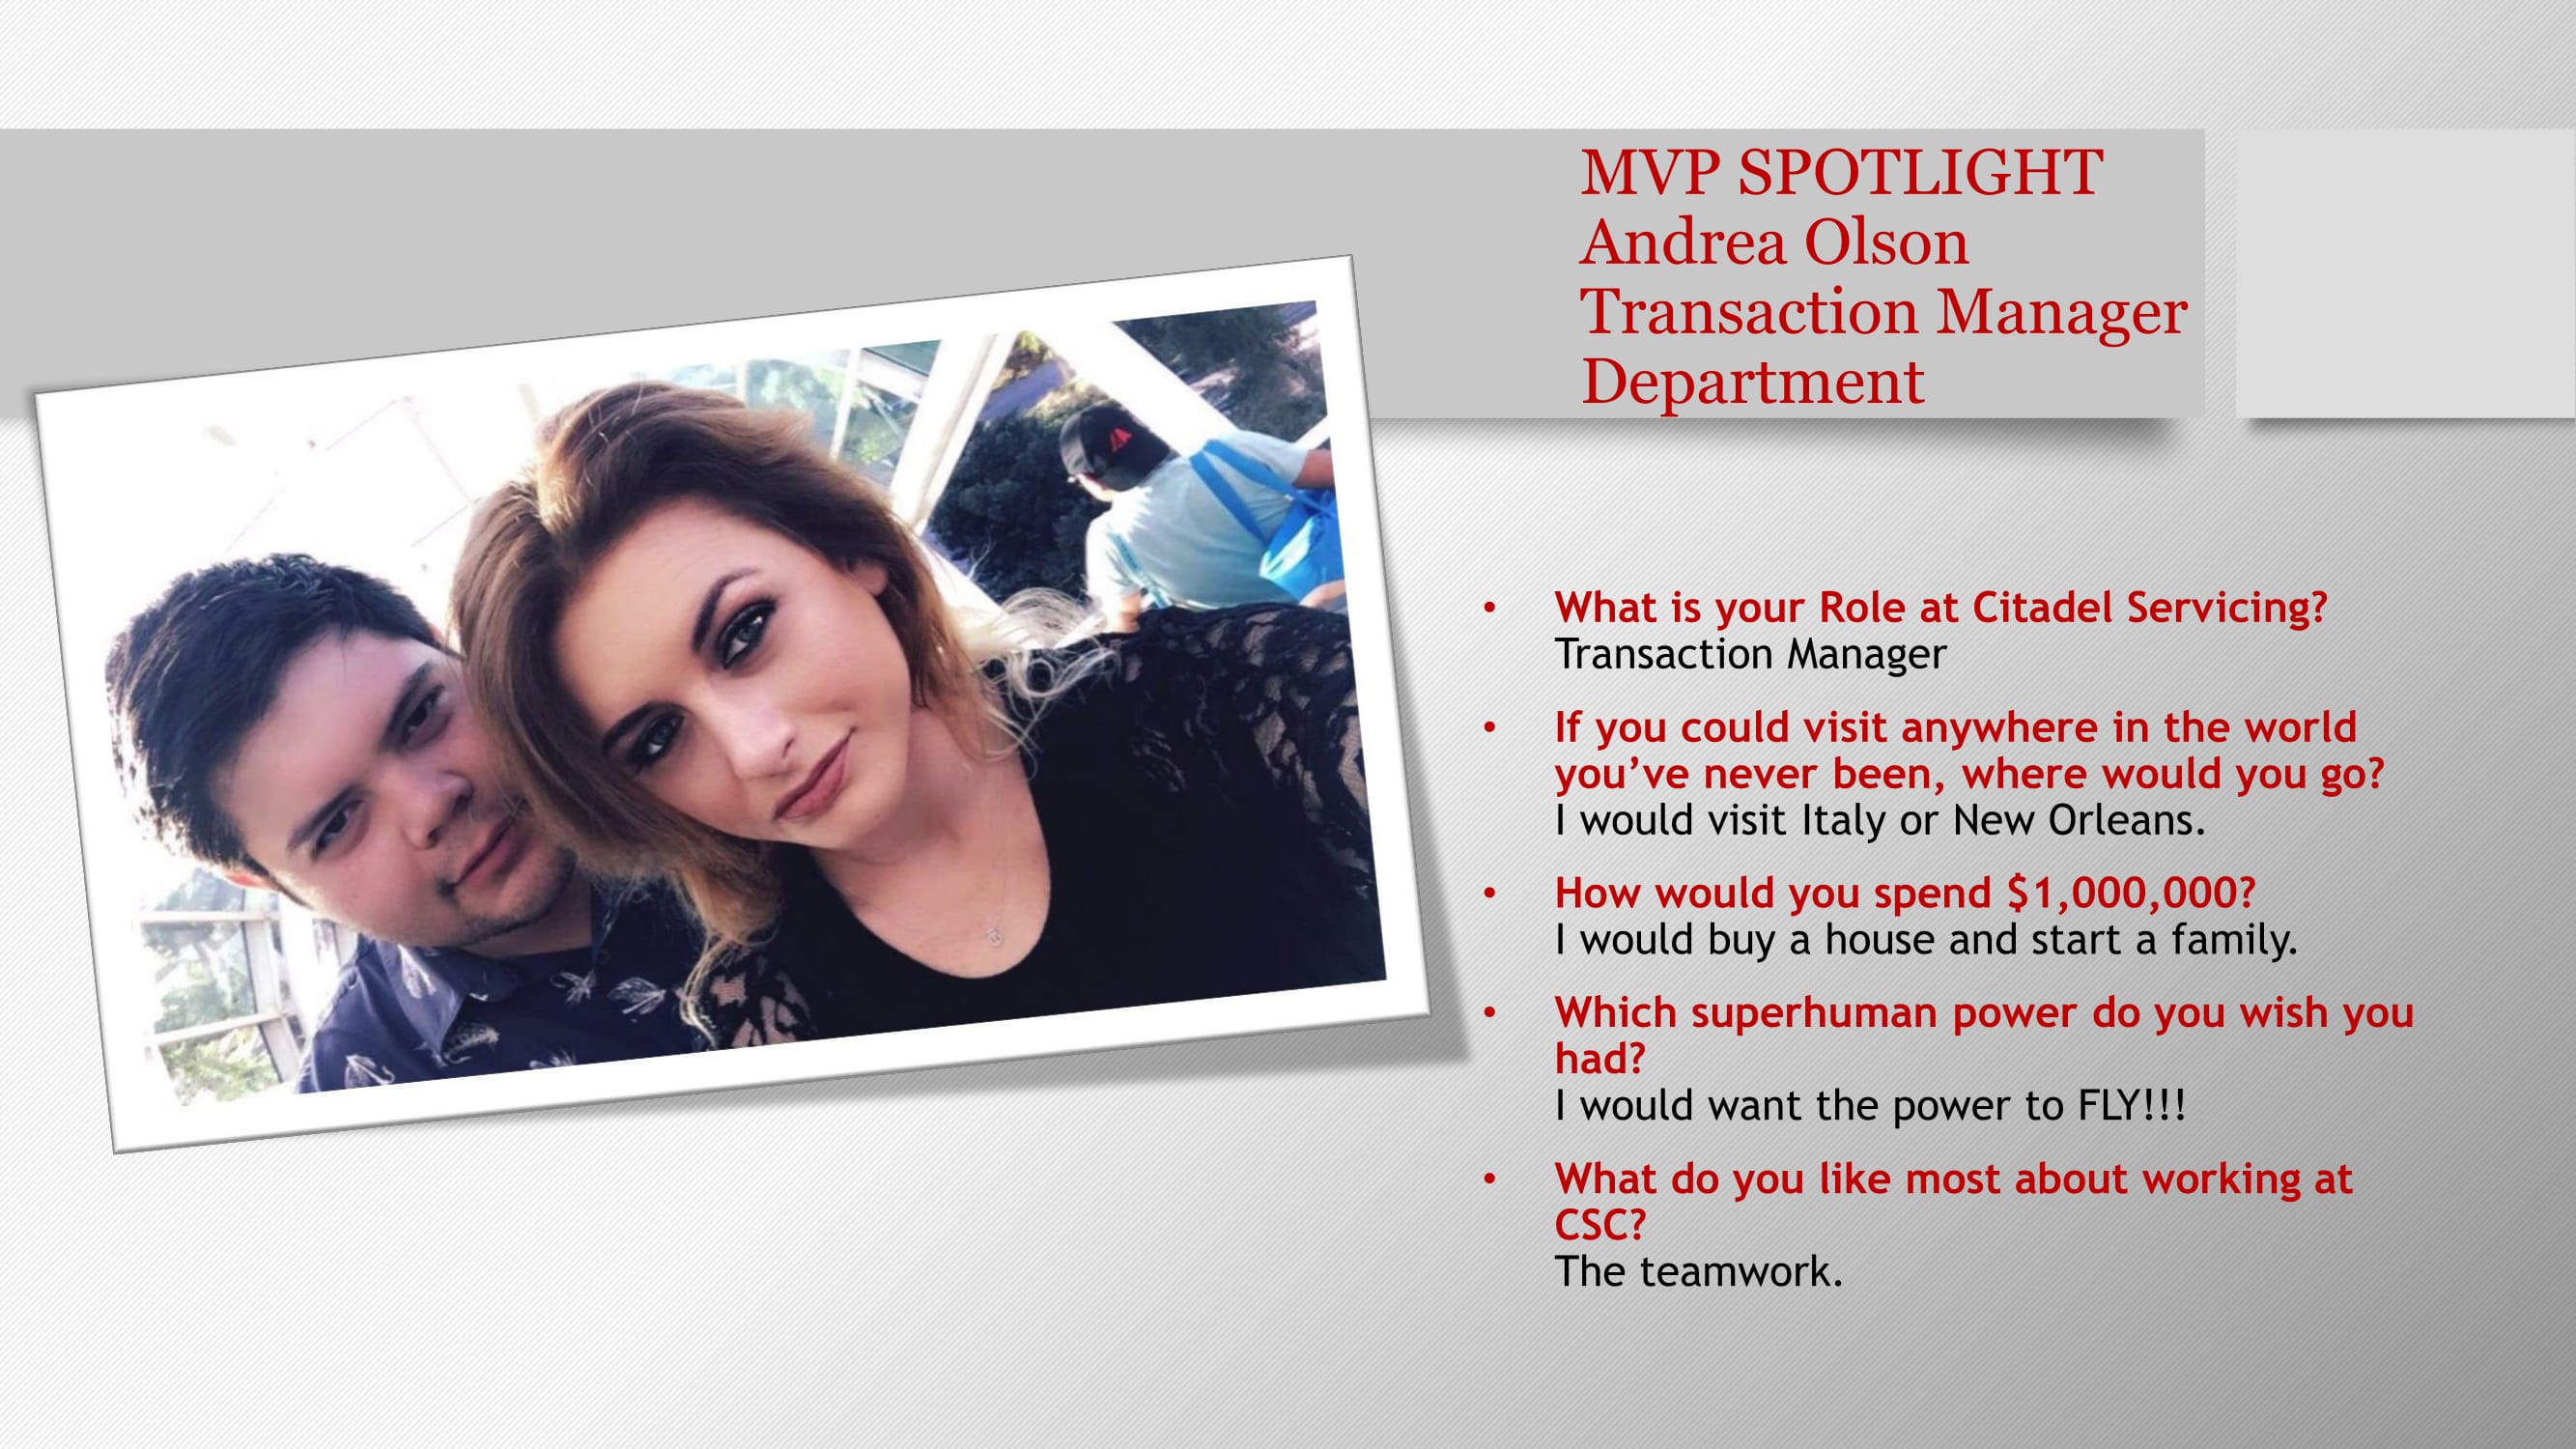 MVP SPOTLIGHT
Andrea Olson
Transaction Manager
Department
• What is your Role at Citadel Servicing?
Transaction Manager
• If you could visit anywhere in the world
you’ve never been, where would you go?
I would visit Italy or New Orleans.
• How would you spend $1,000,000?
I would buy a house and start a family.
• Which superhuman power do you wish you
had?
I would want the power to FLY!!!
• What do you like most about working at
CSC?
The teamwork.